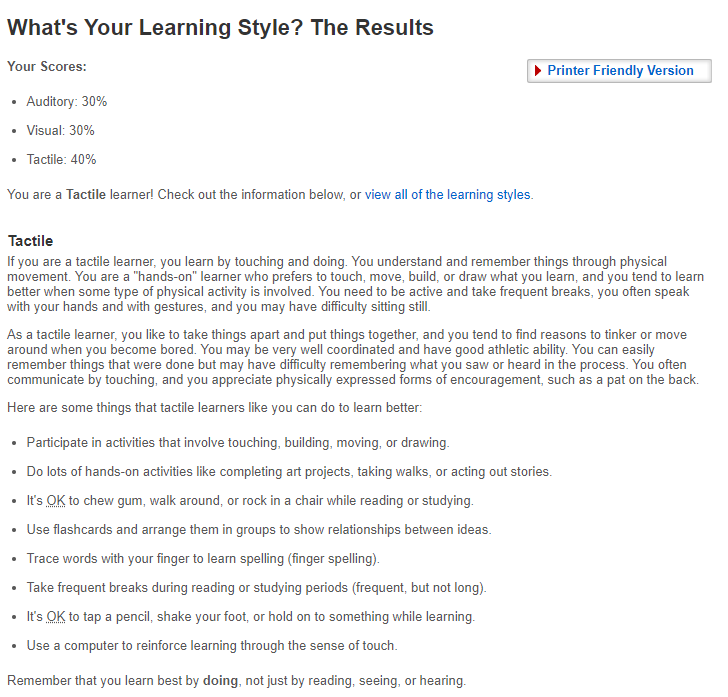 What's Your Learning Style? The Results
Your Scores:
Printer Friendly Version
Auditory: 30%
Visual: 30%
Tactile: 40%
You are a Tactile learner! Check out the information below, or view all of the learning styles.
Tactile
If you are a tactile learner, you learn by touching and doing. You understand and remember things through physical
movement. You are a "hands-on" learner who prefers to touch, move, build, or draw what you learn, and you tend to learn
better when some type of physical activity is involved. You need to be active and take frequent breaks, you often speak
with your hands and with gestures, and you may have difficulty sitting still.
As a tactile learner, you like to take things apart and put things together, and you tend to find reasons to tinker or move
around when you become bored. You may be very well coordinated and have good athletic ability. You can easily
remember things that were done but may have difficulty remembering what you saw or heard in the process. You often
communicate by touching, and you appreciate physically expressed forms of encouragement, such as a pat on the back.
Here are some things that tactile learners like you can do to learn better:
Participate in activities that involve touching, building, moving, or drawing.
Do lots of hands-on activities like completing art projects, taking walks, or acting out stories.
It's OK to chew gum, walk around, or rock in a chair while reading or studying.
Use flashcards and arrange them in groups to show relationships between ideas.
Trace words with your finger to learn spelling (finger spelling).
Take frequent breaks during reading or studying periods (frequent, but not long).
It's OK to tap a pencil, shake your foot, or hold on to something while learning.
Use a computer to reinforce learning through the sense of touch.
Remember that you learn best by doing, not just by reading, seeing, or hearing.